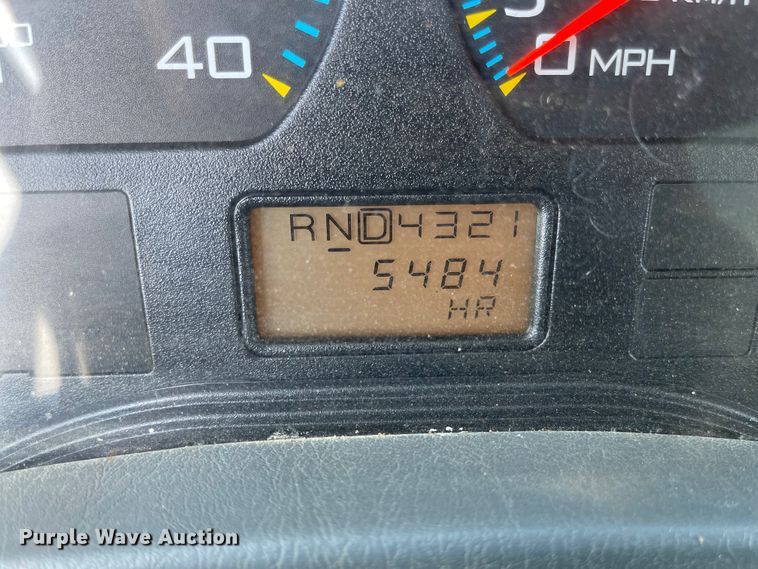 40
0 MPH
RND4321
5484
HR
Purple Wave Auction